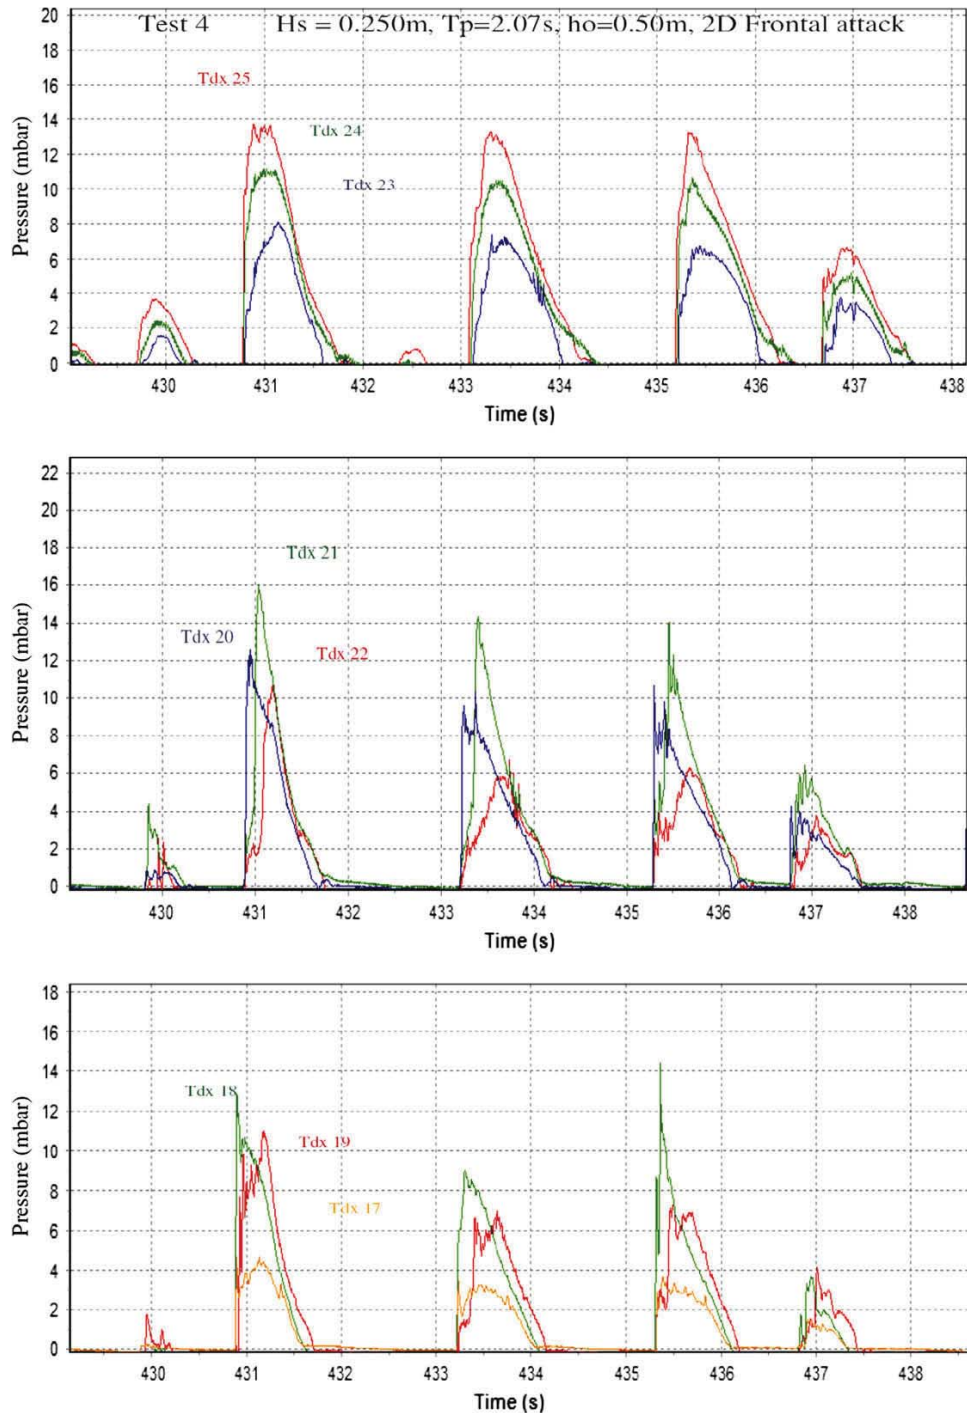 Test 4 Hs = 0.250m, Tp=2.07s, ho=0.50m, 2D Frontal attack
20
18
16
14
12
10
8
6
4
2
0
Pressure (mbar)
Tdx 25
Tdx 24
Tdx 23
430 431 432 433 434 435 436 437 438
Time (s)
22
20
18
16
14
12
10
8
6
4
2
0
Pressure (mbar)
Tdx 21
Tdx 20
Tdx 22
430 431 432 433 434 435 436 437 438
Time (s)
18
16
14
12
10
8
6
4
2
0
Pressure (mbar)
Tdx 18
Tdx 19
Tdx 17
430 431 432 433 434 435 436 437 438
Time (s)